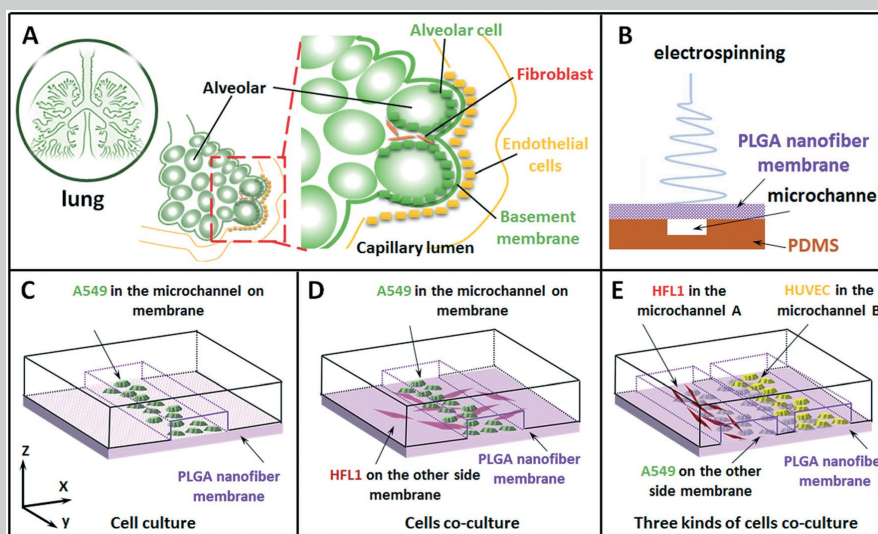 A
lung
Alveolar
Alveolar cell
Fibroblast
Endothelial
cells
Basement
membrane
Capillary lumen
B
electrospinning
PLGA nanofiber
membrane
microchannel
PDMS
C
A549 in the microchannel on
membrane
PLGA nanofiber
membrane
Z
X
y
Cell culture
D
A549 in the microchannel on
membrane
HFL1 on the other side
membrane
PLGA nanofiber
membrane
Cells co-culture
E
HFL1 in the
microchannel A
HUVEC in the
microchannel B
A549 on the other
side membrane
PLGA nanofiber
membrane
Three kinds of cells co-culture